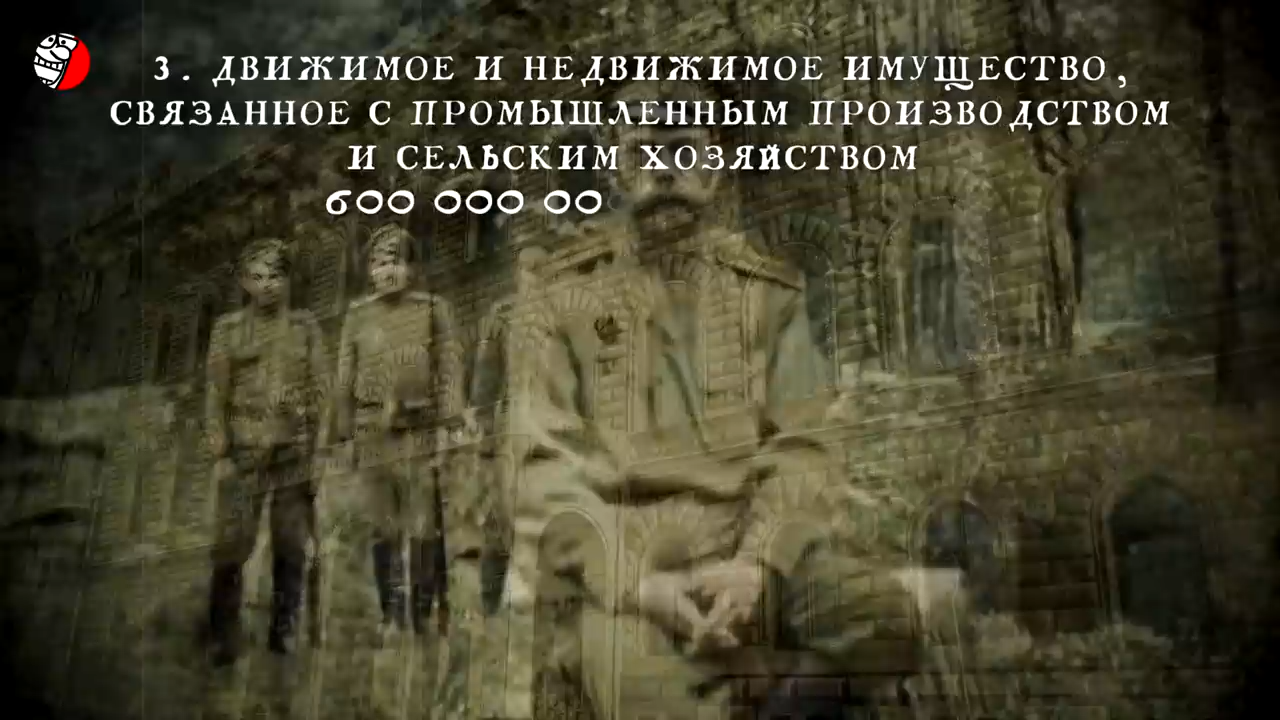 3. ДВИЖИМОЕ И НЕДВИЖИМОЕ ИМУЩЕСТВО,
СВЯЗАННОЕ С ПРОМЫШЛЕННЫМ ПРОИЗВОДСТВОМ
И СЕЛЬСКИМ ХОЗЯЙСТВОМ
600 000 00